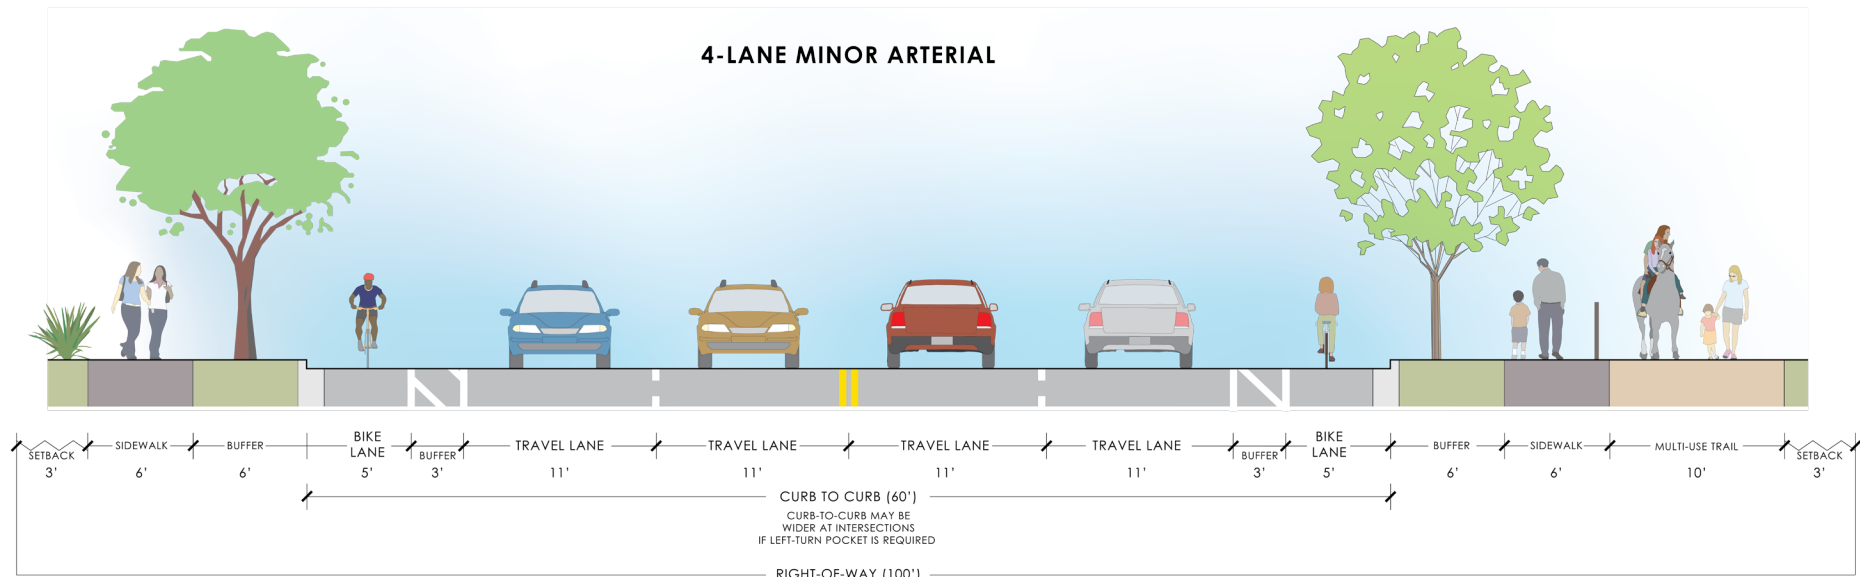 4-LANE MINOR ARTERIAL
SETBACK
3'
SIDEWALK
6'
BUFFER
6'
BIKE
LANE
5'
BUFFER
3'
TRAVEL LANE
11'
TRAVEL LANE
11'
TRAVEL LANE
11'
TRAVEL LANE
11'
BUFFER
3'
BIKE
LANE
5'
BUFFER
6'
SIDEWALK
6'
MULTI-USE TRAIL
10'
SETBACK
3'
CURB TO CURB (60')
CURB-TO-CURB MAY BE
WIDER AT INTERSECTIONS
IF LEFT-TURN POCKET IS REQUIRED
RIGHT-OF-WAY (100')